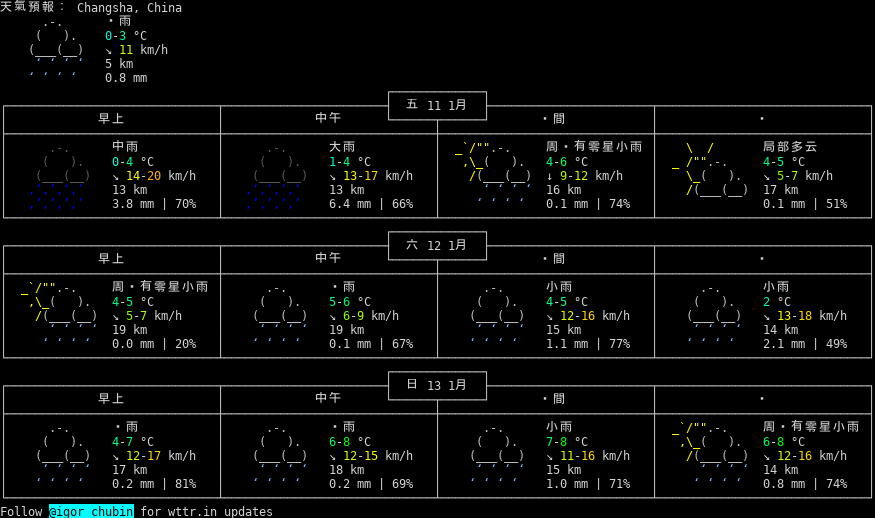 天氣預報： Changsha, China
・雨
0-3 °C
↘ 11 km/h
5 km
0.8 mm
五 11 1月
早上 中午 ・間 ・
中雨 大雨 周・有零星小雨 局部多云
0-4 °C 1-4 °C 4-6 °C 4-5 °C
↘ 14-20 km/h ↘ 13-17 km/h ↓ 9-12 km/h ↘ 5-7 km/h
13 km 13 km 16 km 17 km
3.8 mm | 70% 6.4 mm | 66% 0.1 mm | 74% 0.1 mm | 51%
六 12 1月
早上 中午 ・間 ・
周・有零星小雨 ・雨 小雨 小雨
4-5 °C 5-6 °C 4-5 °C 2 °C
↘ 5-7 km/h ↘ 6-9 km/h ↘ 12-16 km/h ↘ 13-18 km/h
19 km 19 km 15 km 14 km
0.0 mm | 20% 0.1 mm | 67% 1.1 mm | 77% 2.1 mm | 49%
日 13 1月
早上 中午 ・間 ・
・雨 ・雨 小雨 周・有零星小雨
4-7 °C 6-8 °C 7-8 °C 6-8 °C
↘ 12-17 km/h ↘ 12-15 km/h ↘ 11-16 km/h ↘ 12-16 km/h
17 km 18 km 15 km 14 km
0.2 mm | 81% 0.2 mm | 69% 1.0 mm | 71% 0.8 mm | 74%
Follow @igor_chubin for wttr.in updates